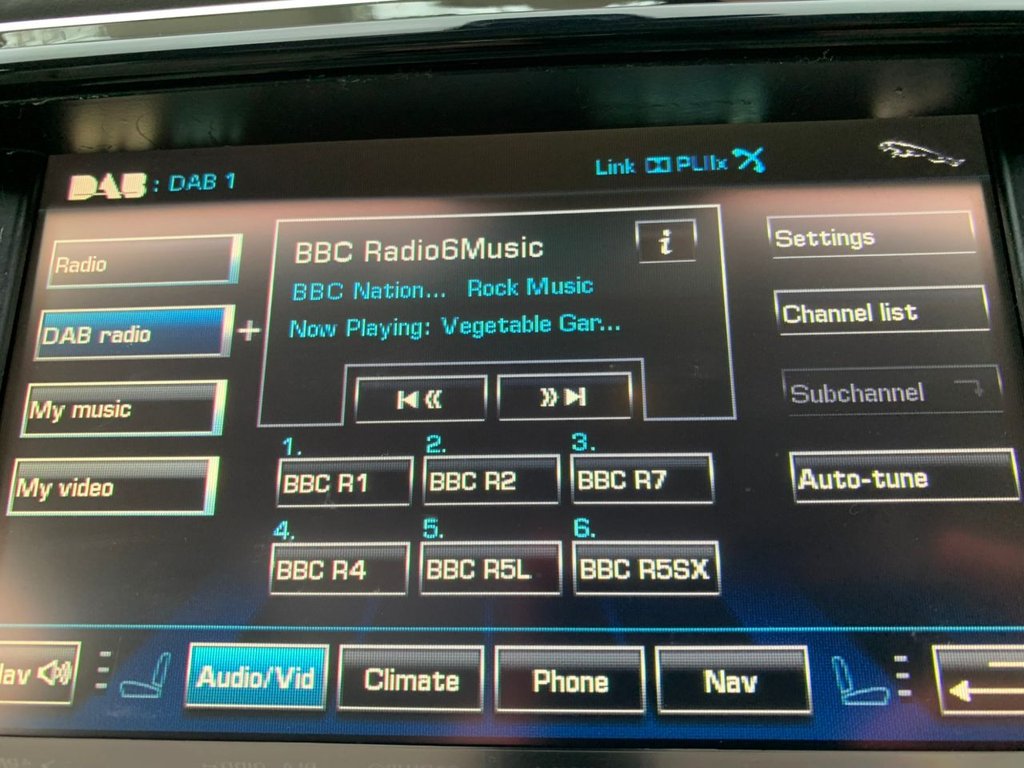 DAB : DAB 1
Link PLIIx
Radio
DAB radio
+
My music
My video
BBC Radio6Music
i
BBC Nation... Rock Music
Now Playing: Vegetable Gar...
Settings
Channel list
Subchannel
Auto-tune
1. 2. 3.
BBC R1 BBC R2 BBC R7
4. 5. 6.
BBC R4 BBC R5L BBC R5SX
Audio/Vid Climate Phone Nav